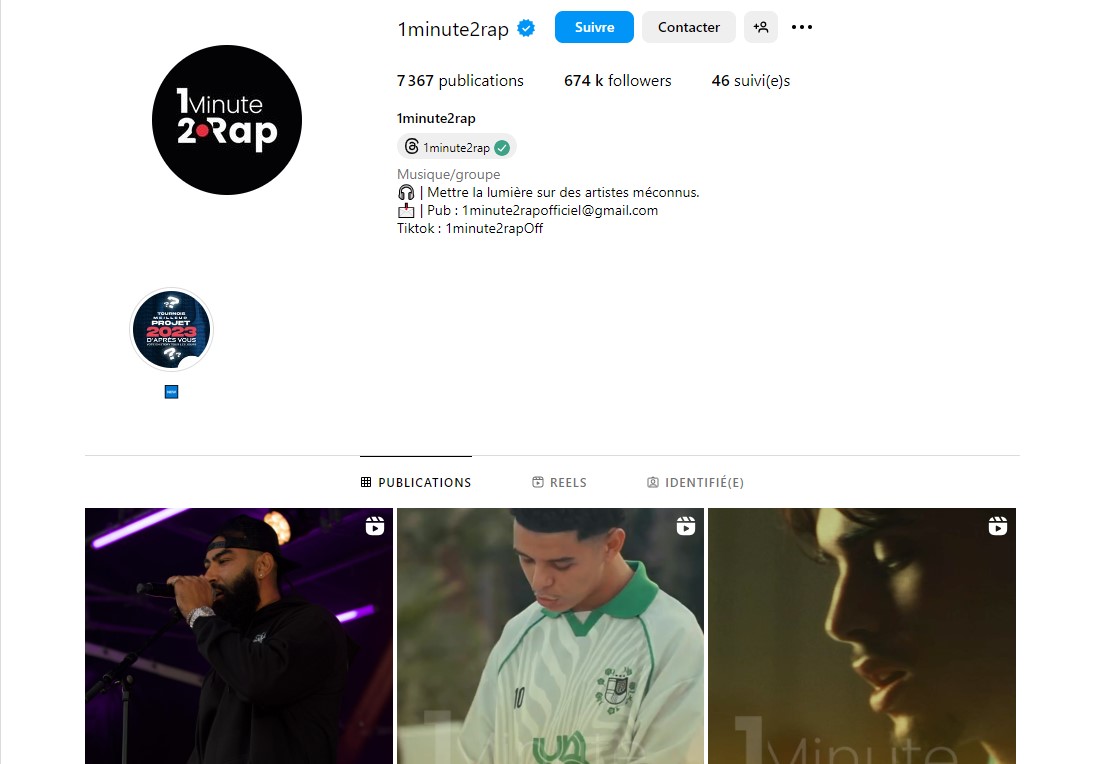 1minute2rap
Suivre
Contacter
7 367 publications
674 k followers
46 suivi(e)s
1Minute
2Rap
1minute2rap
1minute2rap
Musique/groupe
| Mettre la lumière sur des artistes méconnus.
| Pub : 1minute2rapofficiel@gmail.com
Tiktok : 1minute2rapOff
??
TOURNOIS
MEILLEUR
PROJET
2023
D'APRÈS VOUS
??
PUBLICATIONS
REELS
IDENTIFIÉ(E)
10
1Minute
1Minute